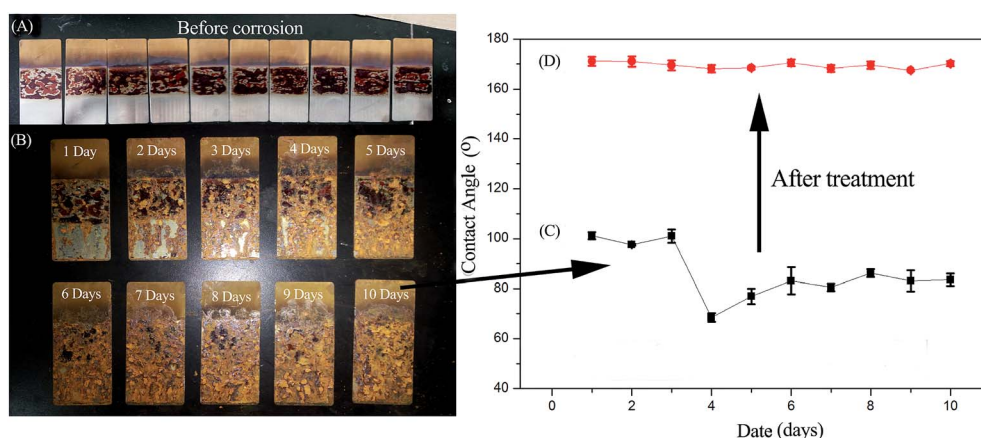 (A)
Before corrosion
(B)
1 Day
2 Days
3 Days
4 Days
5 Days
6 Days
7 Days
8 Days
9 Days
10 Days
(D)
After treatment
(C)
Contact Angle (º)
180
160
140
120
100
80
60
40
0
2
4
6
8
10
Date (days)